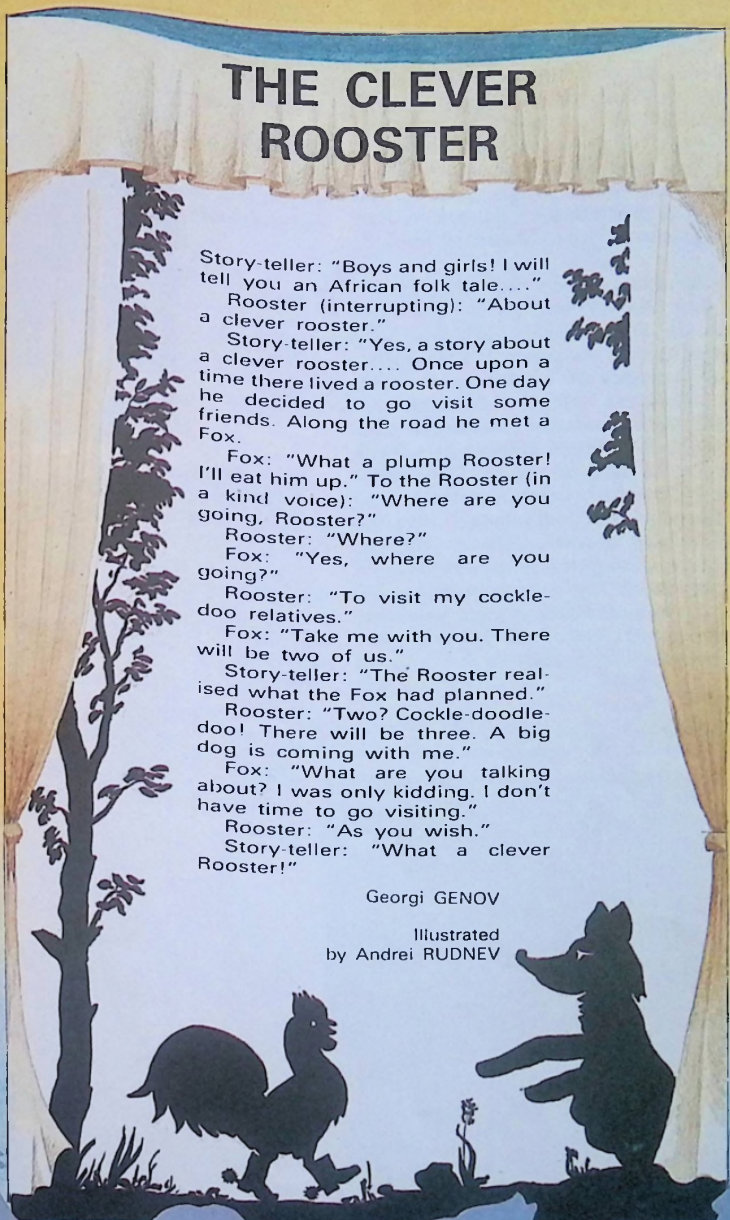 THE CLEVER
ROOSTER
Story-teller: "Boys and girls! I will
tell you an African folk tale...."
Rooster (interrupting): "About
a clever rooster."
Story-teller: "Yes, a story about
a clever rooster.... Once upon a
time there lived a rooster. One day
he decided to go visit some
friends. Along the road he met a
Fox.
Fox: "What a plump Rooster!
I'll eat him up." To the Rooster (in
a kind voice): "Where are you
going, Rooster?"
Rooster: "Where?"
Fox: "Yes, where are you
going?"
Rooster: "To visit my cockle-
doo relatives."
Fox: "Take me with you. There
will be two of us."
Story-teller: "The Rooster real-
ised what the Fox had planned."
Rooster: "Two? Cockle-doodle-
doo! There will be three. A big
dog is coming with me."
Fox: "What are you talking
about? I was only kidding. I don't
have time to go visiting."
Rooster: "As you wish."
Story-teller: "What a clever
Rooster!"
Georgi GENOV
Illustrated
by Andrei RUDNEV